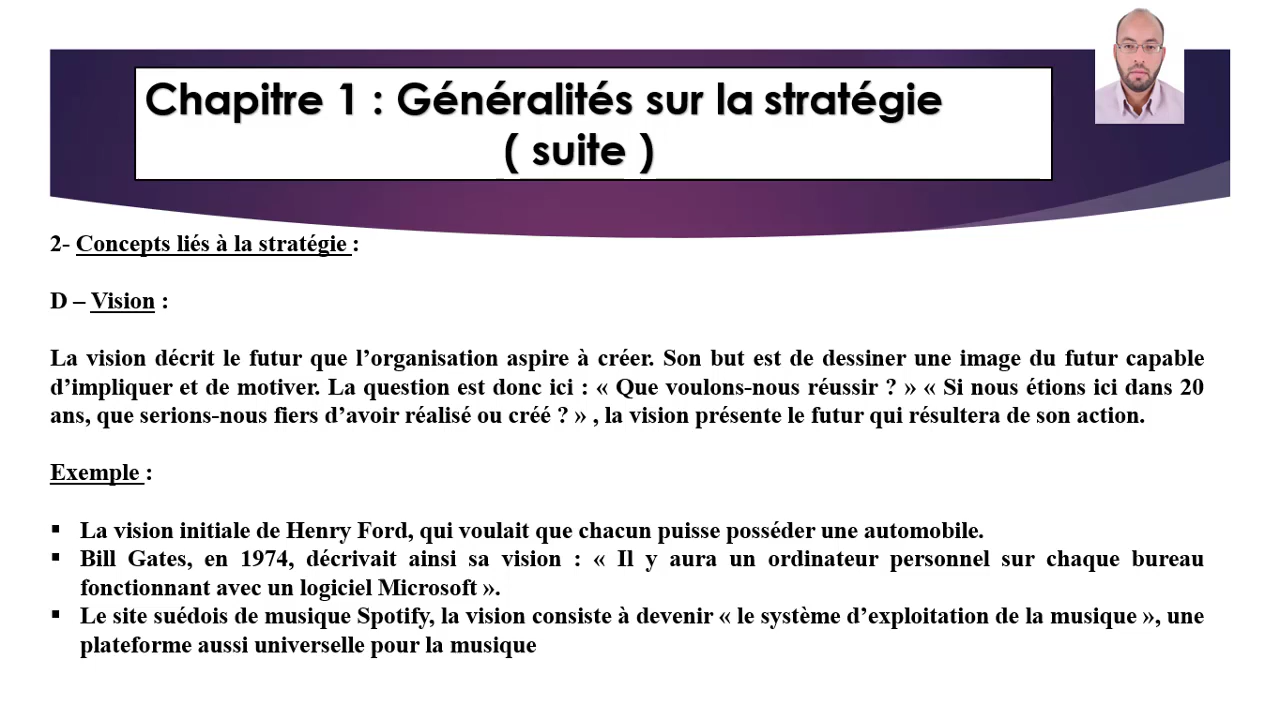 Chapitre 1 : Généralités sur la stratégie
( suite )
2- Concepts liés à la stratégie :
D – Vision :
La vision décrit le futur que l’organisation aspire à créer. Son but est de dessiner une image du futur capable
d’impliquer et de motiver. La question est donc ici : « Que voulons-nous réussir ? » « Si nous étions ici dans 20
ans, que serions-nous fiers d’avoir réalisé ou créé ? » , la vision présente le futur qui résultera de son action.
Exemple :
▪ La vision initiale de Henry Ford, qui voulait que chacun puisse posséder une automobile.
▪ Bill Gates, en 1974, décrivait ainsi sa vision : « Il y aura un ordinateur personnel sur chaque bureau
fonctionnant avec un logiciel Microsoft ».
▪ Le site suédois de musique Spotify, la vision consiste à devenir « le système d’exploitation de la musique », une
plateforme aussi universelle pour la musique